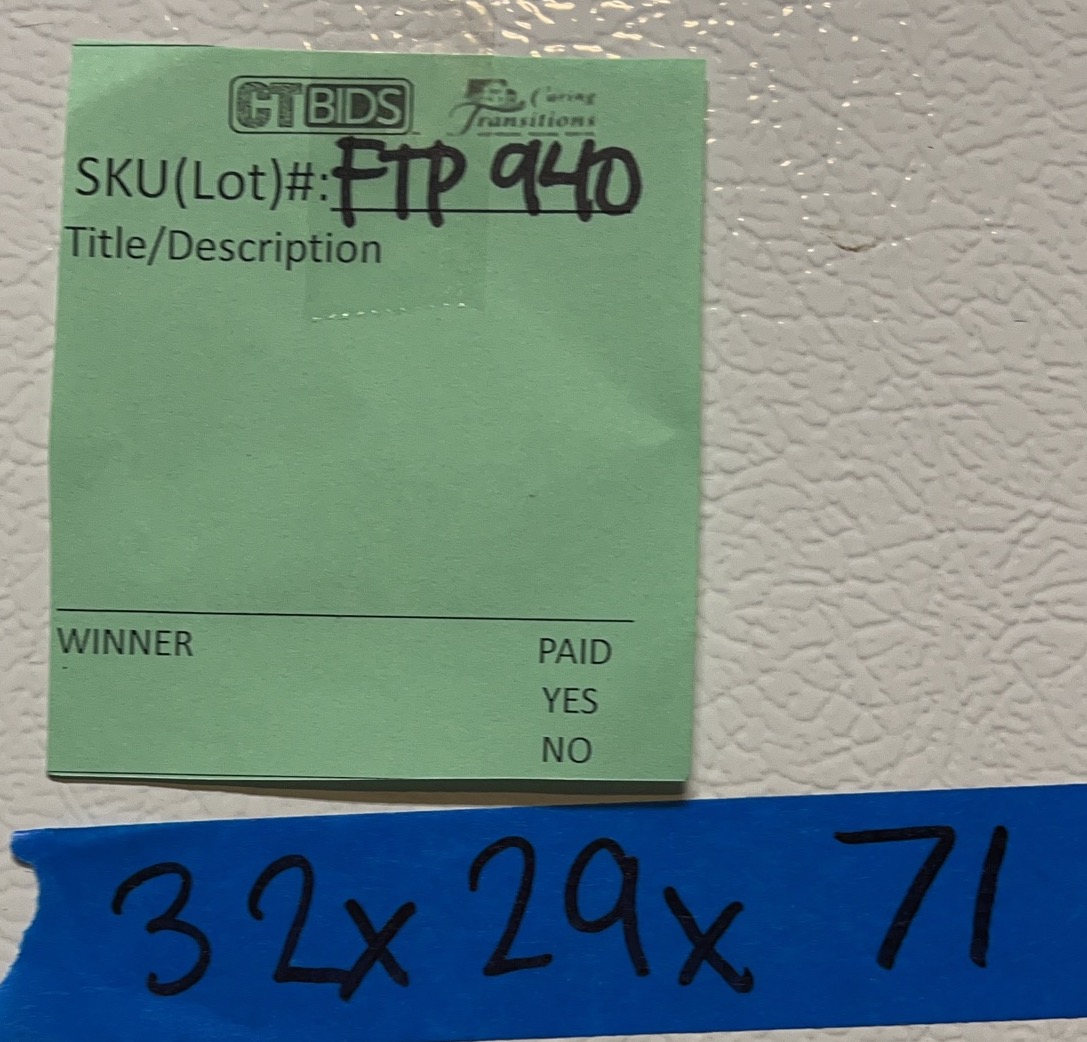 CTBIDS Caring Transitions
SKU(Lot)#: FTP 940
Title/Description
WINNER PAID
YES
NO
32x29x71